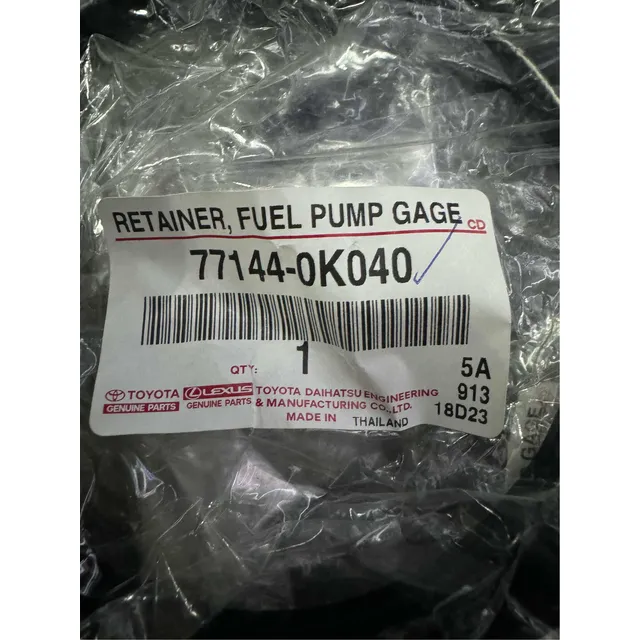 RETAINER, FUEL PUMP GAGE
CD
77144-0K040
QTY: 1
5A
913
18D23
TOYOTA
GENUINE PARTS
LEXUS
GENUINE PARTS
TOYOTA DAIHATSU ENGINEERING
& MANUFACTURING CO., LTD.
MADE IN THAILAND
GAGE